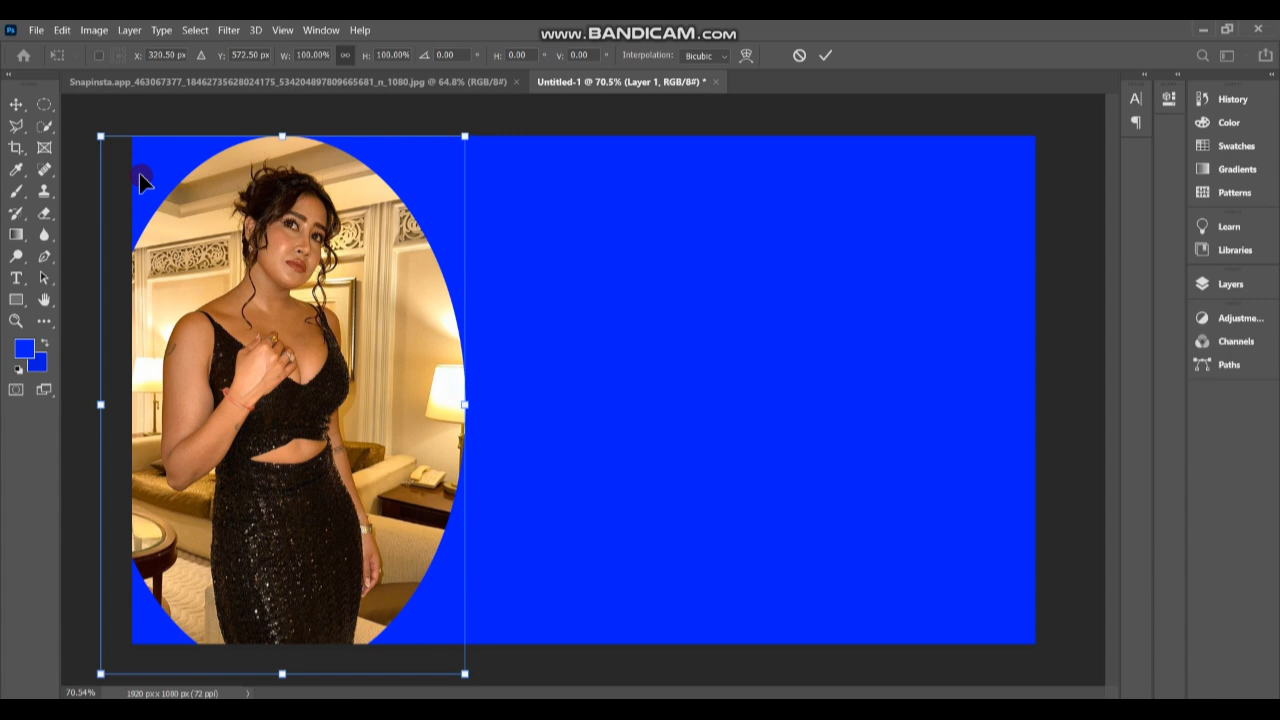 www.BANDICAM.com
Ps File Edit Image Layer Type Select Filter 3D View Window Help
X: 320.50 px Y: 572.50 px W: 100.00% H: 100.00% 0.00 ° H: 0.00 ° V: 0.00 ° Interpolation: Bicubic
Snapinsta.app_463067377_18462735628024175_534204897809665681_n_1080.jpg @ 64.8% (RGB/8#) × Untitled-1 @ 70.5% (Layer 1, RGB/8#) * ×
History
Color
Swatches
Gradients
Patterns
Learn
Libraries
Layers
Adjustme...
Channels
Paths
70.54% 1920 px x 1080 px (72 ppi)